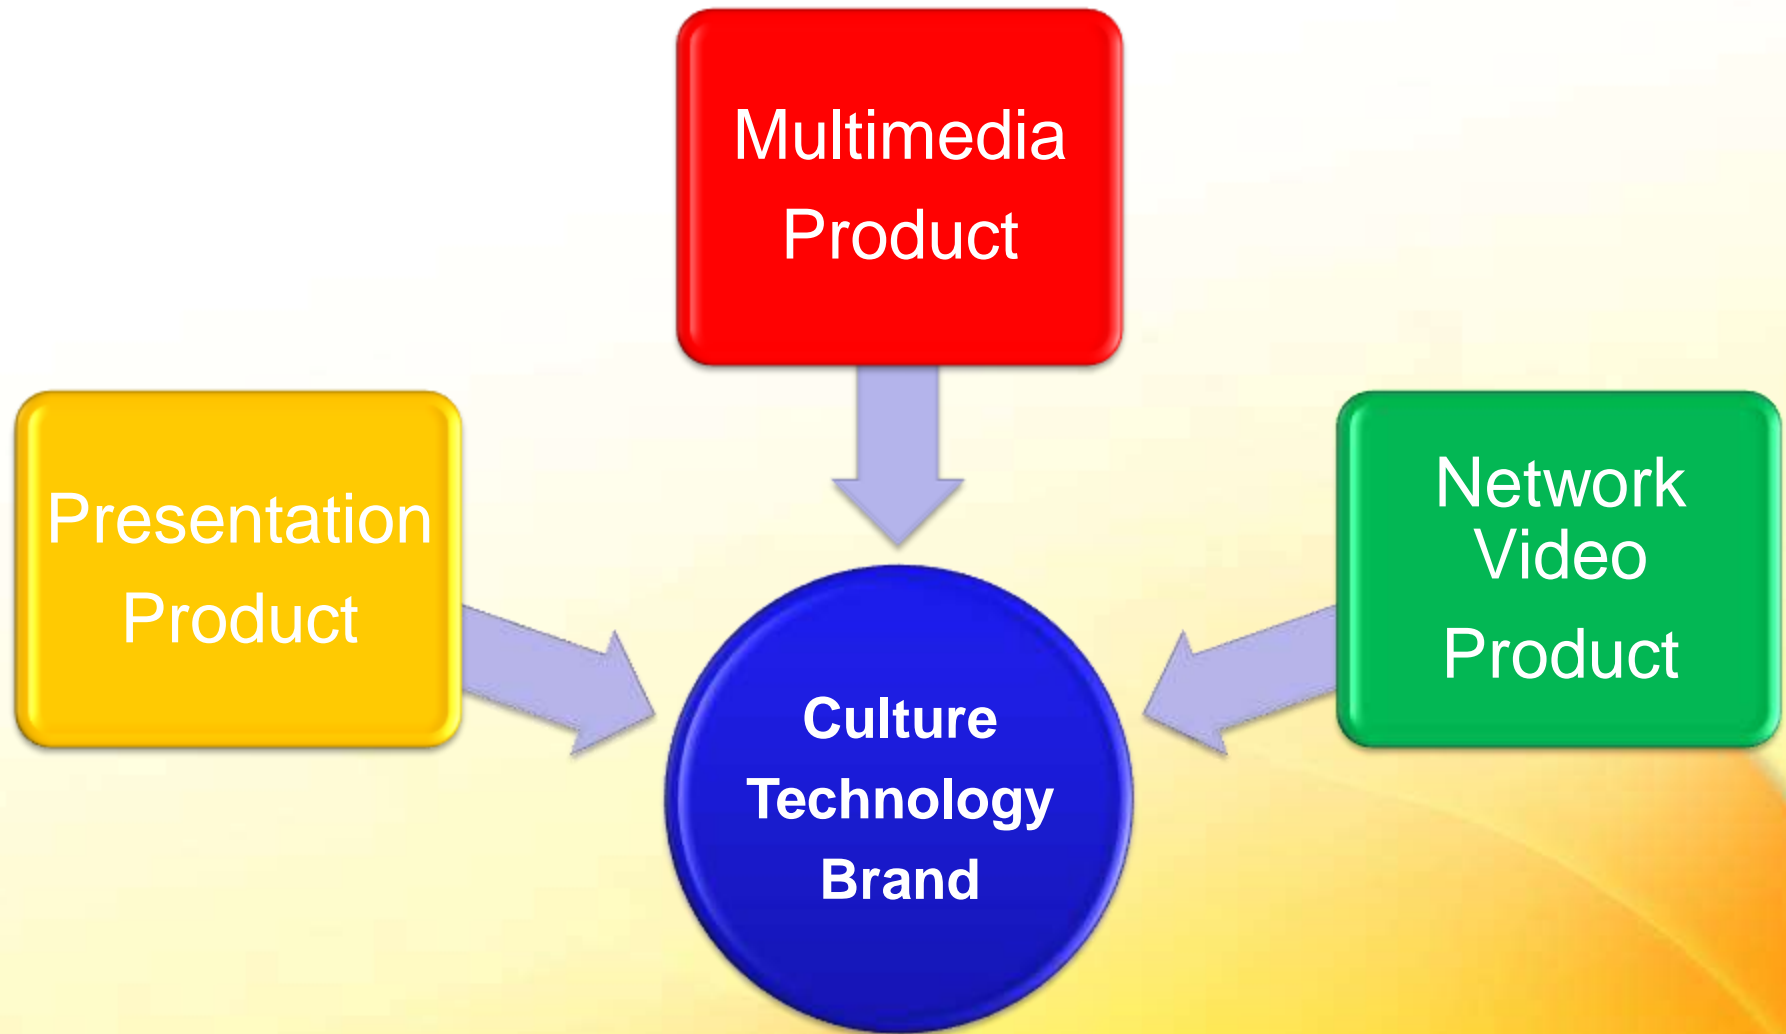 Multimedia
Product
Presentation
Product
Network
Video
Product
Culture
Technology
Brand